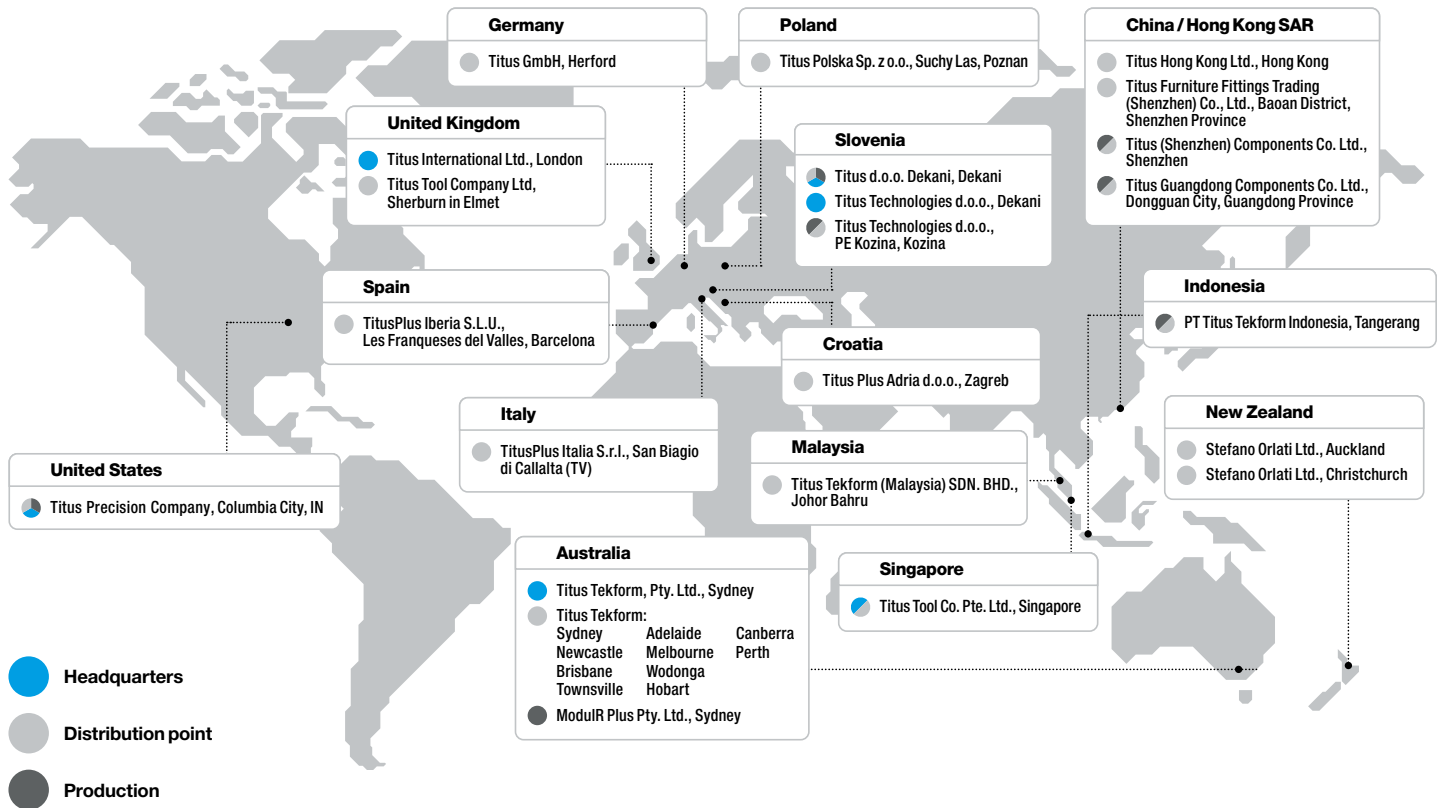 Germany
Titus GmbH, Herford
Poland
Titus Polska Sp. z o.o., Suchy Las, Poznan
China / Hong Kong SAR
Titus Hong Kong Ltd., Hong Kong
Titus Furniture Fittings Trading
(Shenzhen) Co., Ltd., Baoan District,
Shenzhen Province
Titus (Shenzhen) Components Co. Ltd.,
Shenzhen
Titus Guangdong Components Co. Ltd.,
Dongguan City, Guangdong Province
United Kingdom
Titus International Ltd., London
Titus Tool Company Ltd,
Sherburn in Elmet
Slovenia
Titus d.o.o. Dekani, Dekani
Titus Technologies d.o.o., Dekani
Titus Technologies d.o.o.,
PE Kozina, Kozina
Spain
TitusPlus Iberia S.L.U.,
Les Franqueses del Valles, Barcelona
Indonesia
PT Titus Tekform Indonesia, Tangerang
Croatia
Titus Plus Adria d.o.o., Zagreb
Italy
TitusPlus Italia S.r.l., San Biagio
di Callalta (TV)
New Zealand
Stefano Orlati Ltd., Auckland
Stefano Orlati Ltd., Christchurch
Malaysia
Titus Tekform (Malaysia) SDN. BHD.,
Johor Bahru
United States
Titus Precision Company, Columbia City, IN
Australia
Titus Tekform, Pty. Ltd., Sydney
Titus Tekform:
Sydney Adelaide Canberra
Newcastle Melbourne Perth
Brisbane Wodonga
Townsville Hobart
ModulR Plus Pty. Ltd., Sydney
Singapore
Titus Tool Co. Pte. Ltd., Singapore
Headquarters
Distribution point
Production